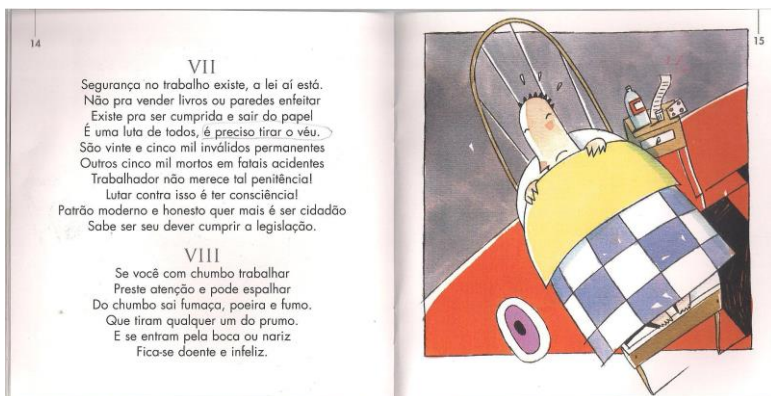 14
VII
Segurança no trabalho existe, a lei aí está.
Não pra vender livros ou paredes enfeitar
Existe pra ser cumprida e sair do papel
É uma luta de todos, é preciso tirar o véu.
São vinte e cinco mil inválidos permanentes
Outros cinco mil mortos em fatais acidentes
Trabalhador não merece tal penitência!
Lutar contra isso é ter consciência!
Patrão moderno e honesto quer mais é ser cidadão
Sabe ser seu dever cumprir a legislação.
VIII
Se você com chumbo trabalhar
Preste atenção e pode espalhar
Do chumbo sai fumaça, poeira e fumo.
Que tiram qualquer um do prumo.
E se entram pela boca ou nariz
Fica-se doente e infeliz.
15